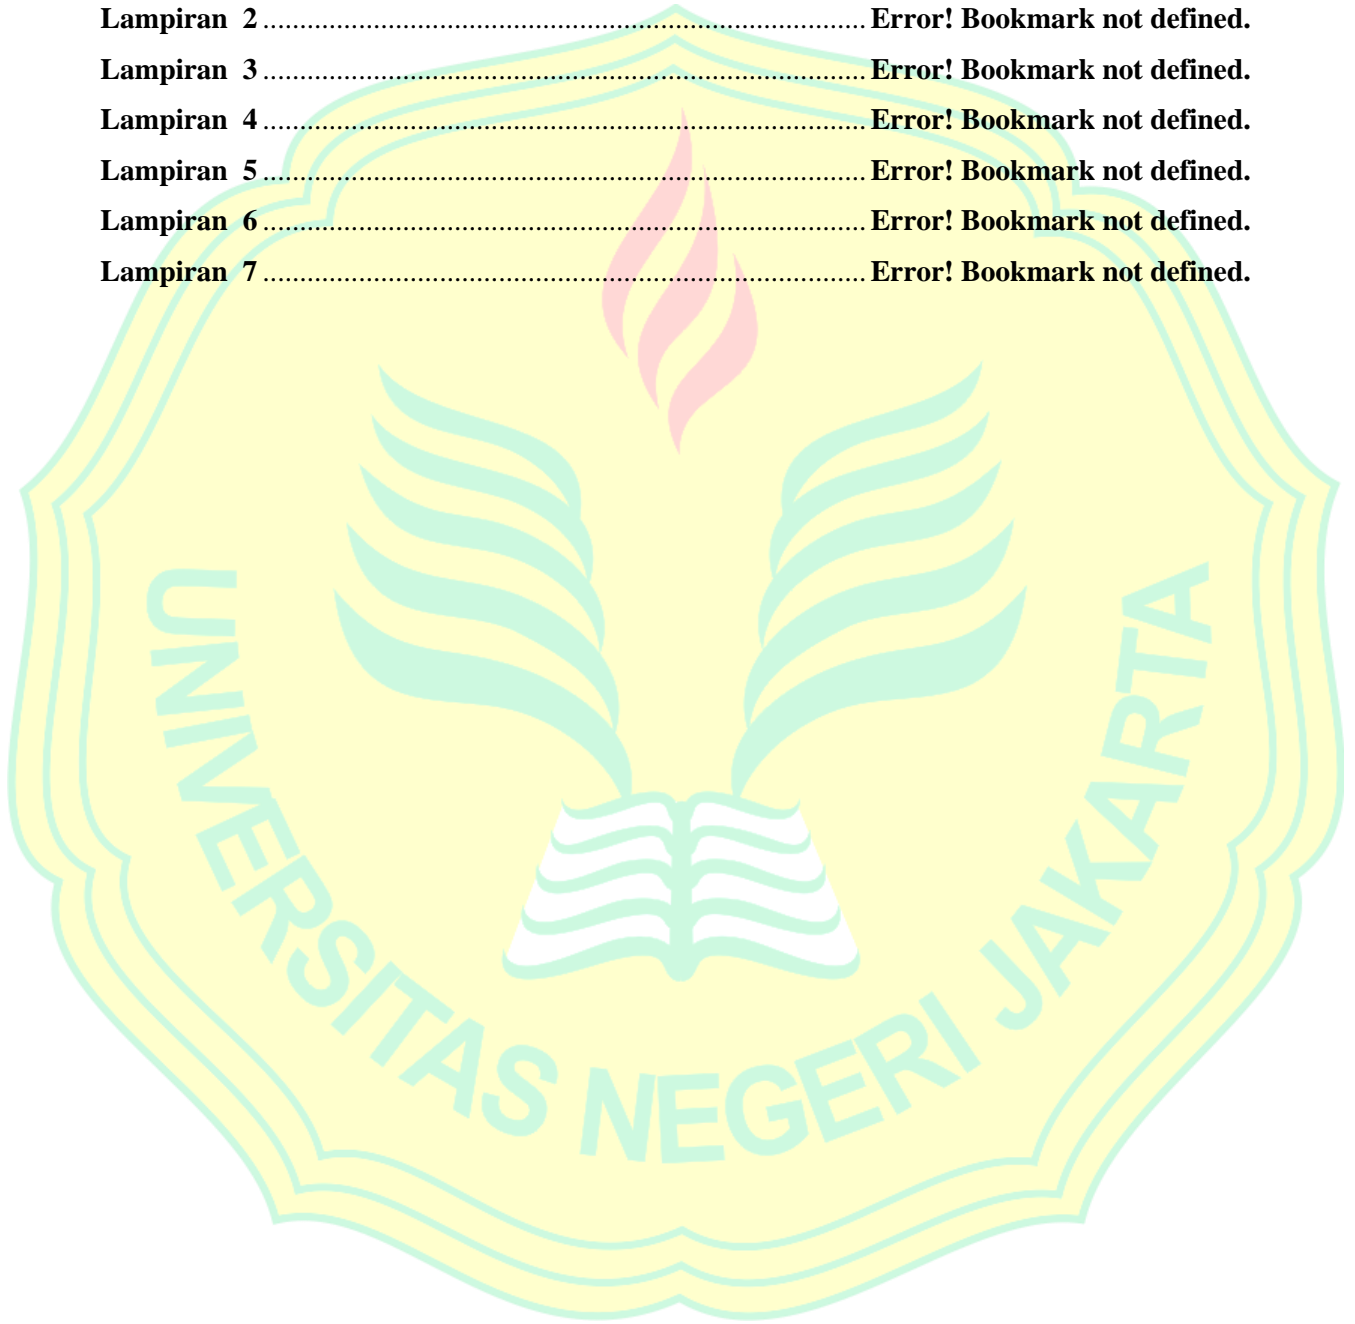 Lampiran 2........................................................................ Error! Bookmark not defined.
Lampiran 3........................................................................ Error! Bookmark not defined.
Lampiran 4........................................................................ Error! Bookmark not defined.
Lampiran 5........................................................................ Error! Bookmark not defined.
Lampiran 6........................................................................ Error! Bookmark not defined.
Lampiran 7........................................................................ Error! Bookmark not defined.
UNIVERSITAS NEGERI JAKARTA